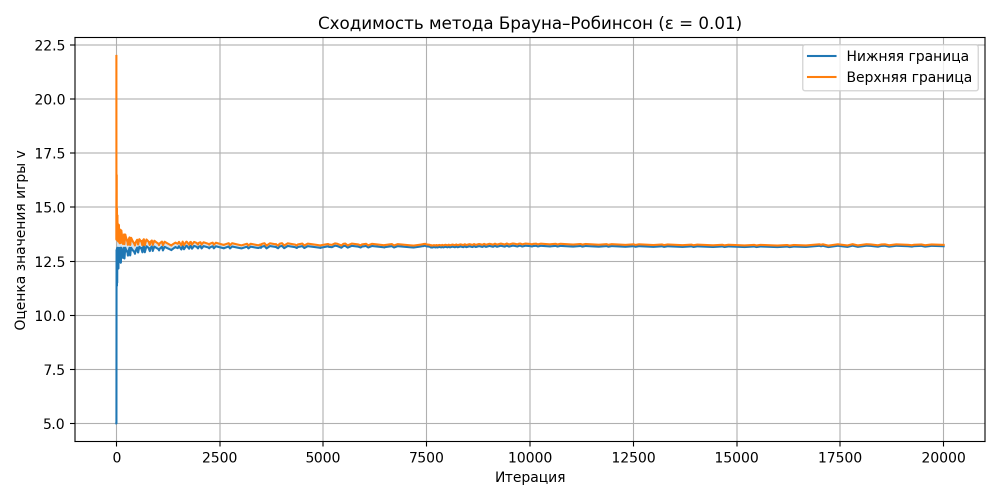 Сходимость метода Брауна–Робинсон (ε = 0.01)
Нижняя граница
Верхняя граница
Оценка значения игры v
22.5
20.0
17.5
15.0
12.5
10.0
7.5
5.0
0 2500 5000 7500 10000 12500 15000 17500 20000
Итерация